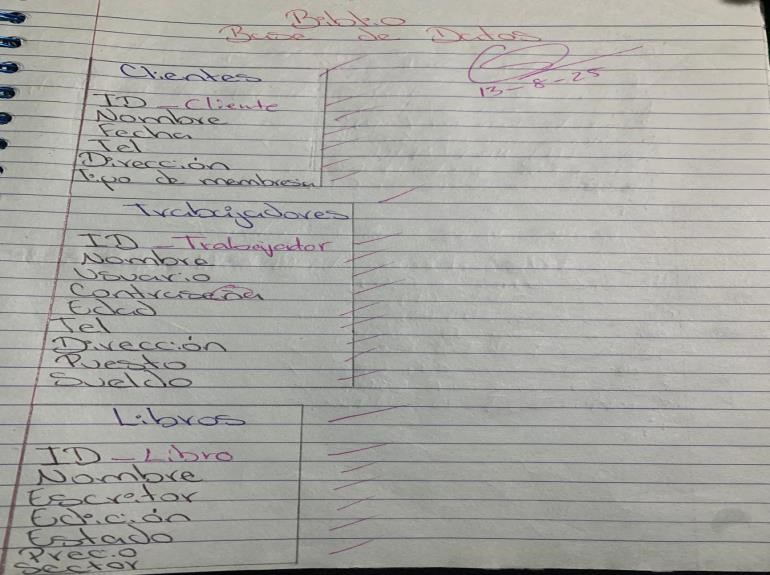 Biblio
Base de Datos
13-8-25
Clientes
ID_Cliente
Nombre
Fecha
Tel
Dirección
Tipo de membresia
Trabajadores
ID_Trabajador
Nombre
Usuario
Contraseña
Edad
Tel
Dirección
Puesto
Sueldo
Libros
ID_Libro
Nombre
Escritor
Edición
Estado
Precio
Sector